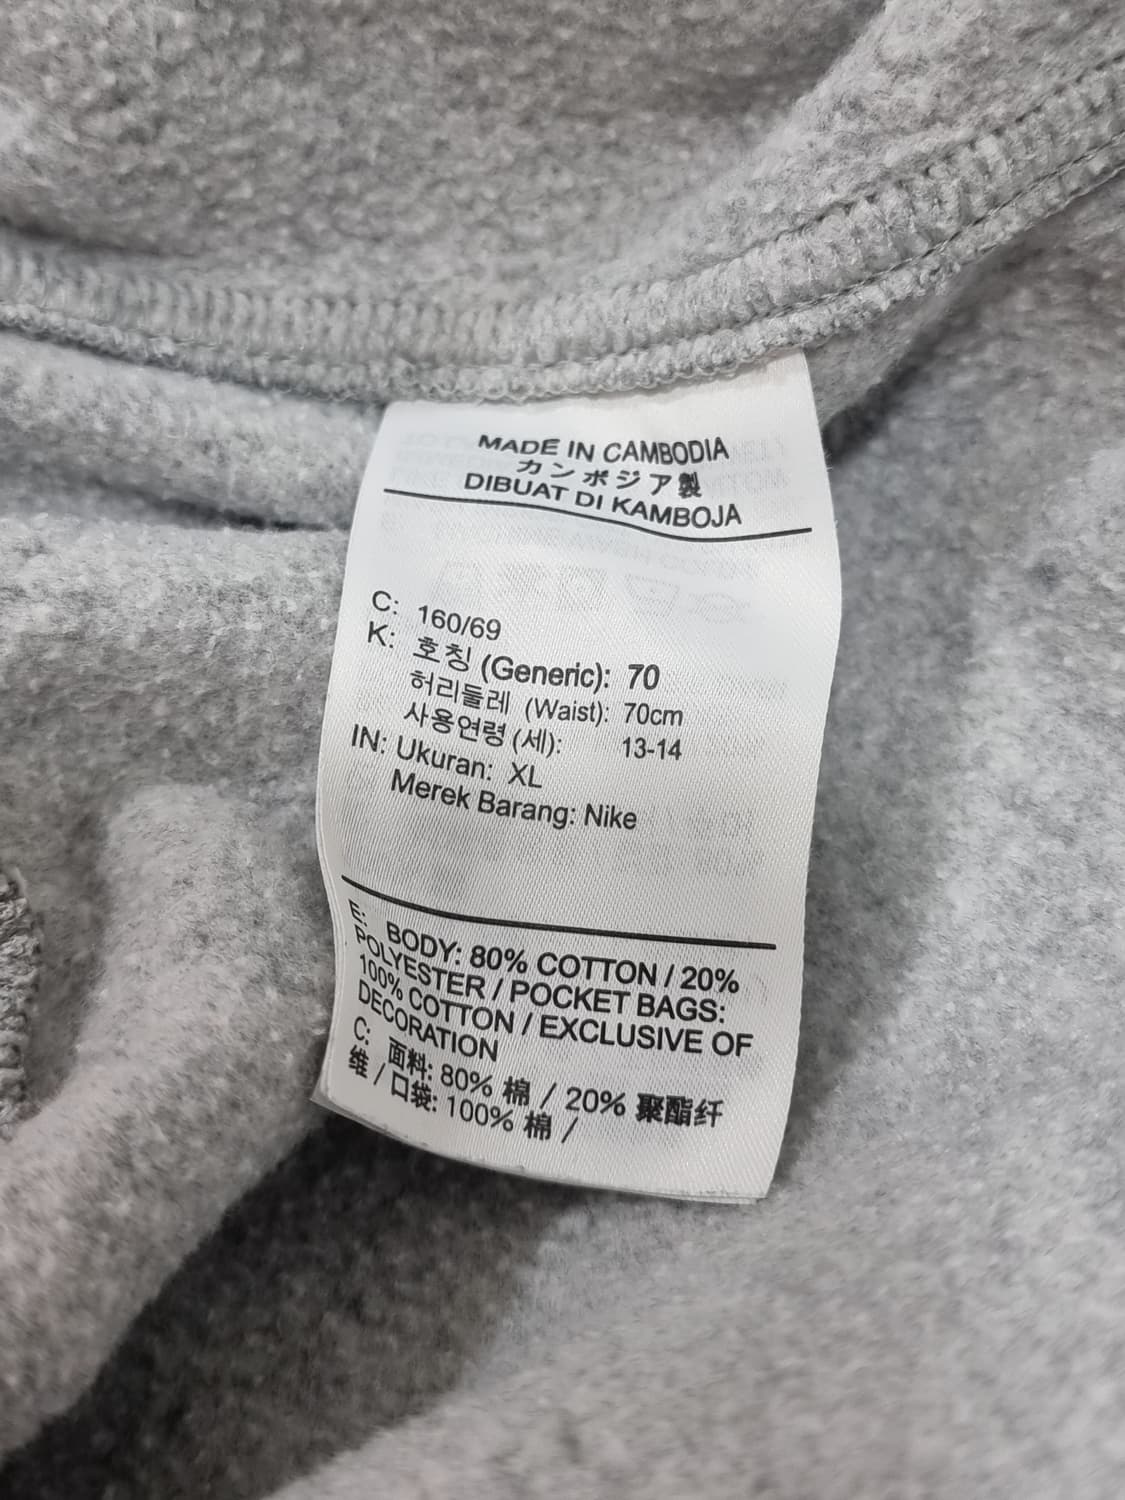 MADE IN CAMBODIA
カンボジア製
DIBUAT DI KAMBOJA
C: 160/69
K: 호칭 (Generic): 70
허리둘레 (Waist): 70cm
사용연령 (세): 13-14
IN: Ukuran: XL
Merek Barang: Nike
E: BODY: 80% COTTON / 20%
POLYESTER / POCKET BAGS:
100% COTTON / EXCLUSIVE OF
DECORATION
C: 面料: 80% 棉 / 20% 聚酯纤
维 / 口袋: 100% 棉 /